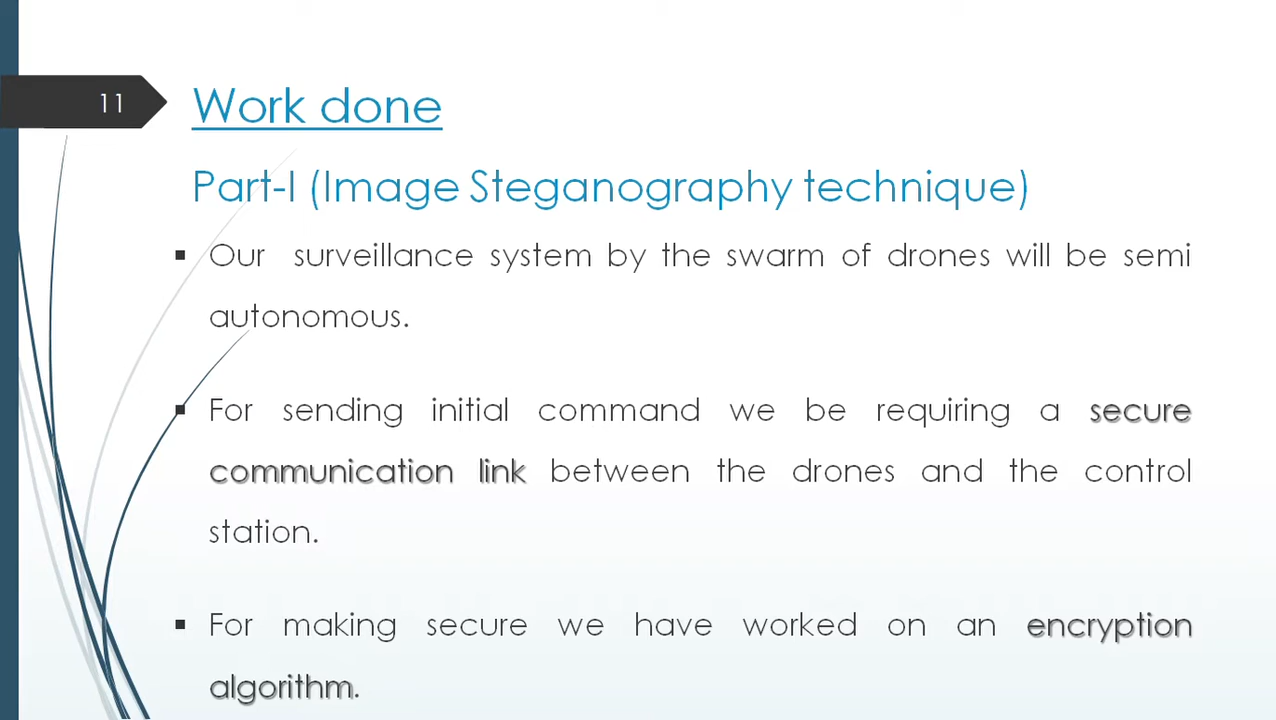 11
Work done
Part-I (Image Steganography technique)
▪ Our surveillance system by the swarm of drones will be semi
autonomous.
▪ For sending initial command we be requiring a secure
communication link between the drones and the control
station.
▪ For making secure we have worked on an encryption
algorithm.